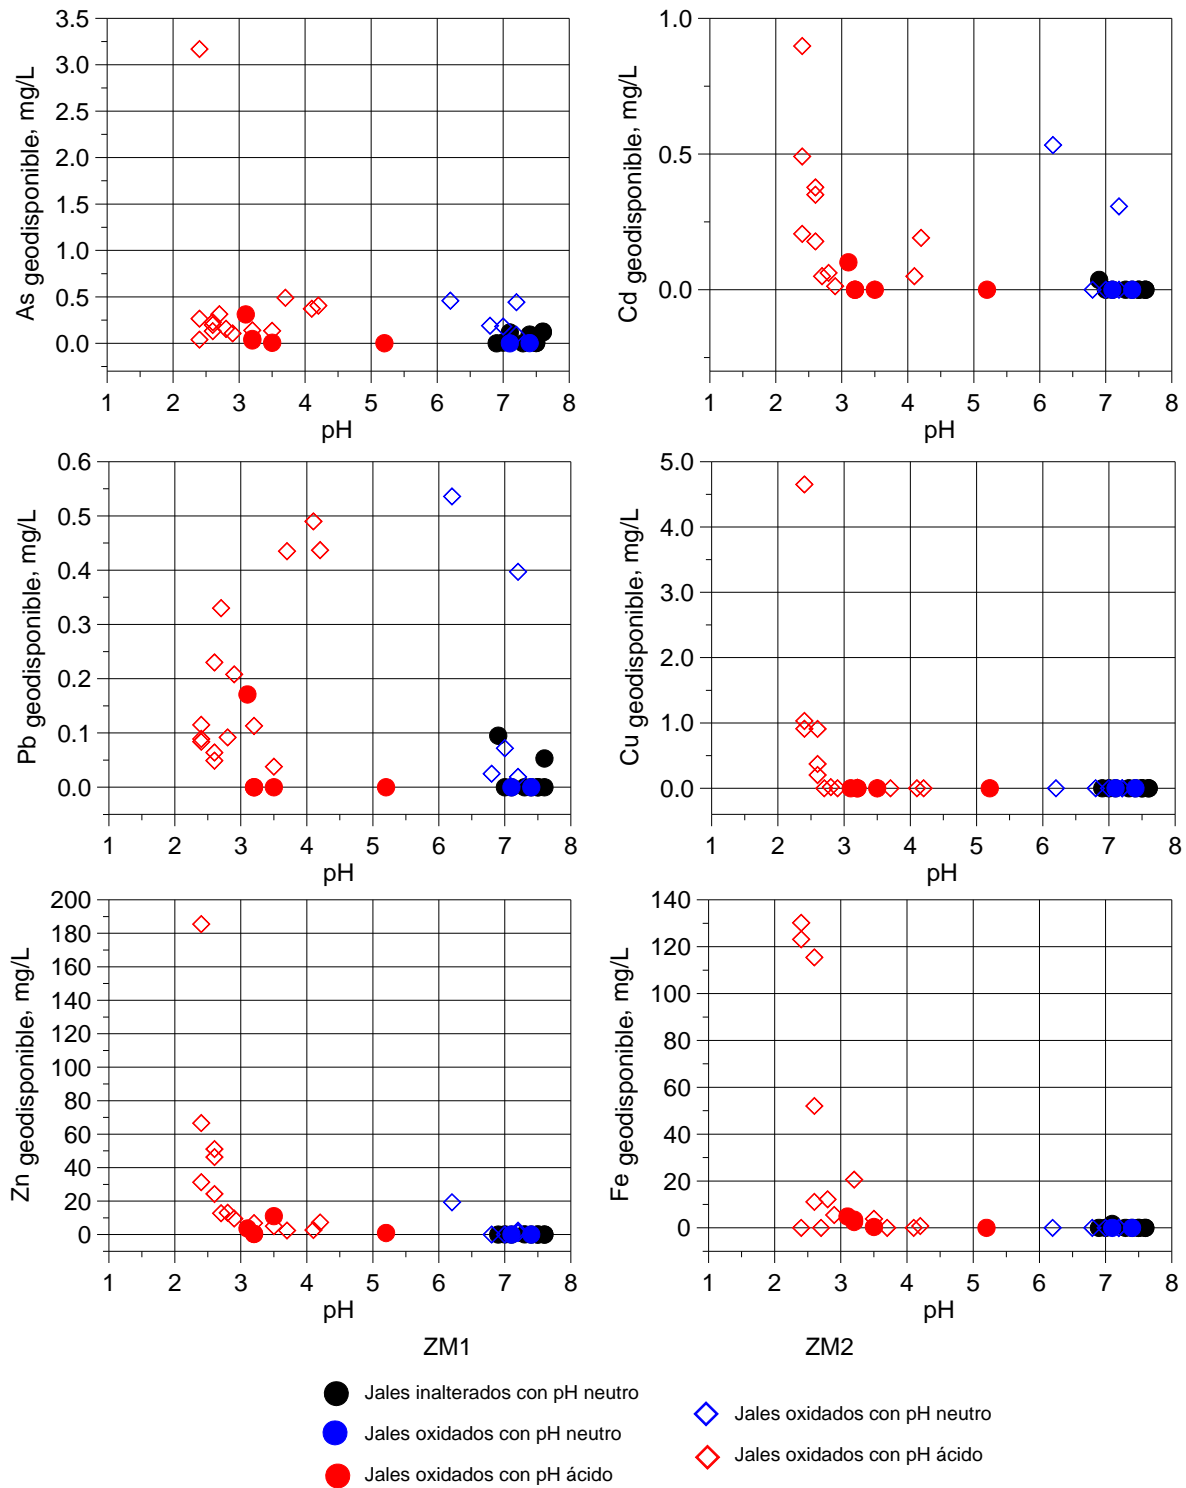 As geodisponible, mg/L
3.5
3.0
2.5
2.0
1.5
1.0
0.5
0.0
1 2 3 4 5 6 7 8
pH
Cd geodisponible, mg/L
1.0
0.5
0.0
1 2 3 4 5 6 7 8
pH
Pb geodisponible, mg/L
0.6
0.5
0.4
0.3
0.2
0.1
0.0
1 2 3 4 5 6 7 8
pH
Cu geodisponible, mg/L
5.0
4.0
3.0
2.0
1.0
0.0
1 2 3 4 5 6 7 8
pH
Zn geodisponible, mg/L
200
180
160
140
120
100
80
60
40
20
0
1 2 3 4 5 6 7 8
pH
Fe geodisponible, mg/L
140
120
100
80
60
40
20
0
1 2 3 4 5 6 7 8
pH
ZM1
Jales inalterados con pH neutro
Jales oxidados con pH neutro
Jales oxidados con pH ácido
ZM2
Jales oxidados con pH neutro
Jales oxidados con pH ácido